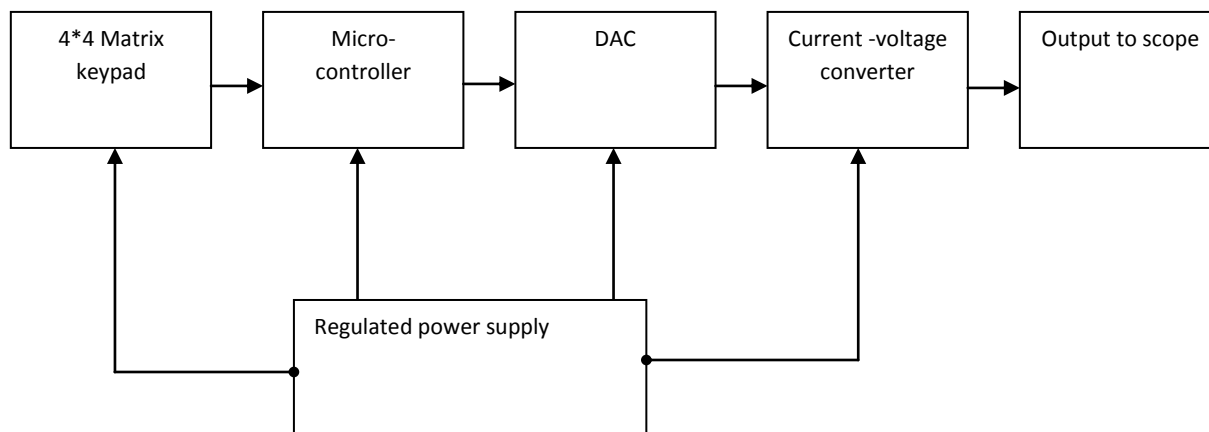 4*4 Matrix
keypad
Micro-
controller
DAC
Current -voltage
converter
Output to scope
Regulated power supply